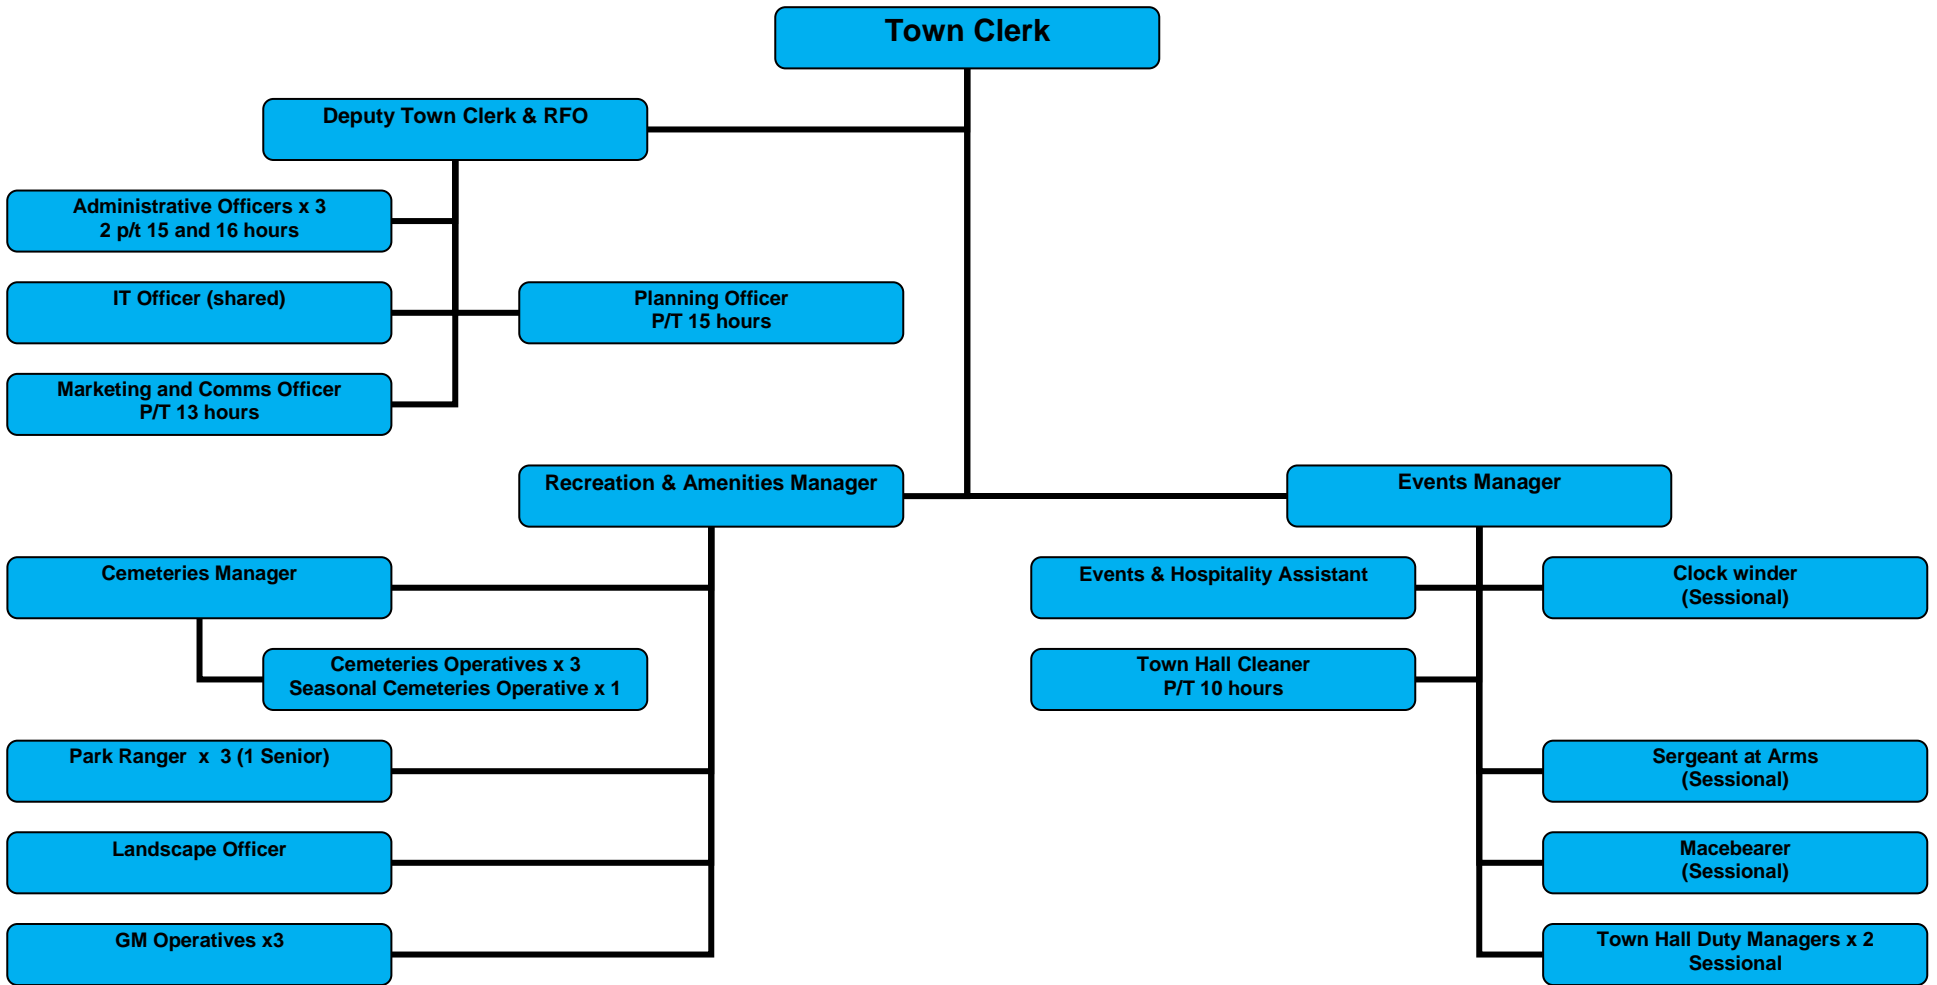 Town Clerk
Deputy Town Clerk & RFO
Administrative Officers x 3
2 p/t 15 and 16 hours
IT Officer (shared)
Planning Officer
P/T 15 hours
Marketing and Comms Officer
P/T 13 hours
Recreation & Amenities Manager
Events Manager
Cemeteries Manager
Events & Hospitality Assistant
Clock winder
(Sessional)
Cemeteries Operatives x 3
Seasonal Cemeteries Operative x 1
Town Hall Cleaner
P/T 10 hours
Park Ranger x 3 (1 Senior)
Sergeant at Arms
(Sessional)
Landscape Officer
Macebearer
(Sessional)
GM Operatives x3
Town Hall Duty Managers x 2
Sessional